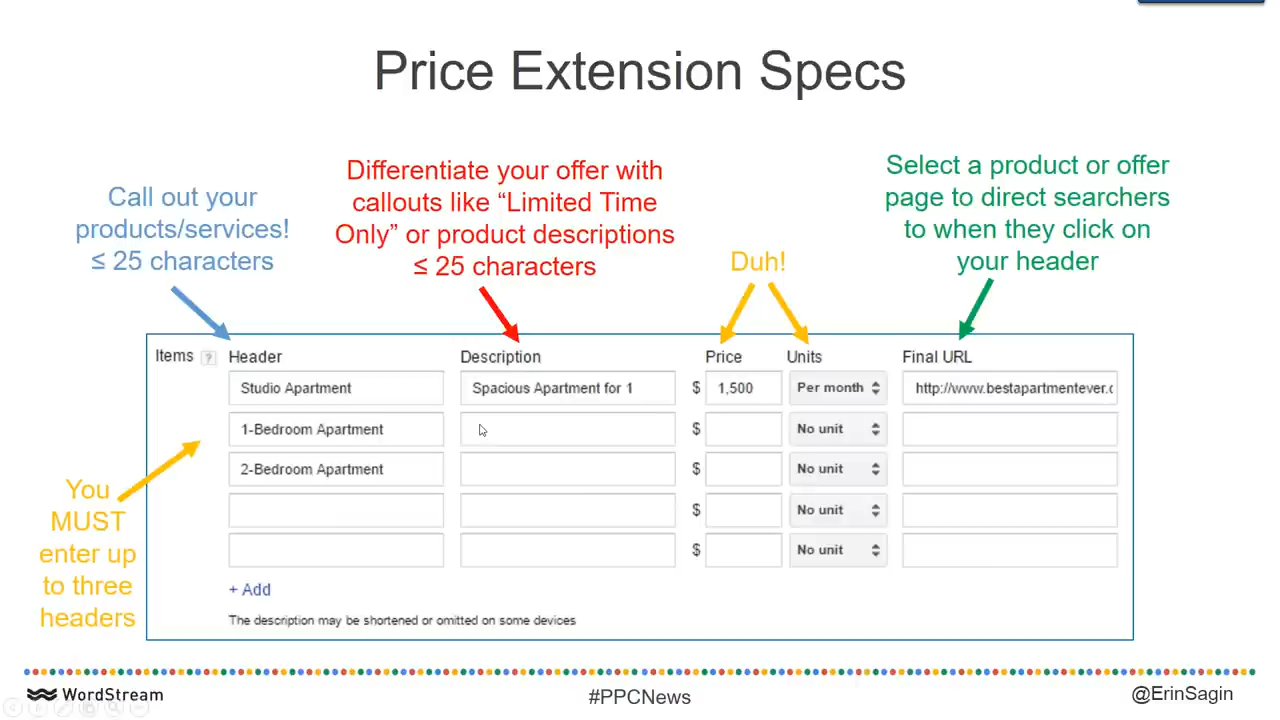 Price Extension Specs
Call out your
products/services!
≤ 25 characters
Differentiate your offer with
callouts like “Limited Time
Only” or product descriptions
≤ 25 characters
Duh!
Select a product or offer
page to direct searchers
to when they click on
your header
Items ? Header Description Price Units Final URL
Studio Apartment Spacious Apartment for 1 $ 1,500 Per month http://www.bestapartmentever.c
1-Bedroom Apartment $ No unit
2-Bedroom Apartment $ No unit
$ No unit
$ No unit
+ Add
The description may be shortened or omitted on some devices
You
MUST
enter up
to three
headers
WordStream #PPCNews @ErinSagin